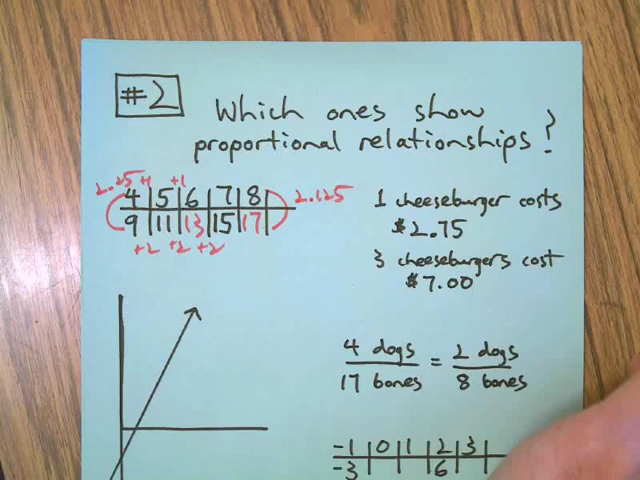 #2
Which ones show
proportional relationships?
2.25 +1 +1
4 5 6 7 8 2.125
9 11 13 15 17
+2 +2 +2
1 cheeseburger costs
$2.75
3 cheeseburgers cost
$7.00
4 dogs = 2 dogs
17 bones 8 bones
-1 0 1 2 3
-3 6